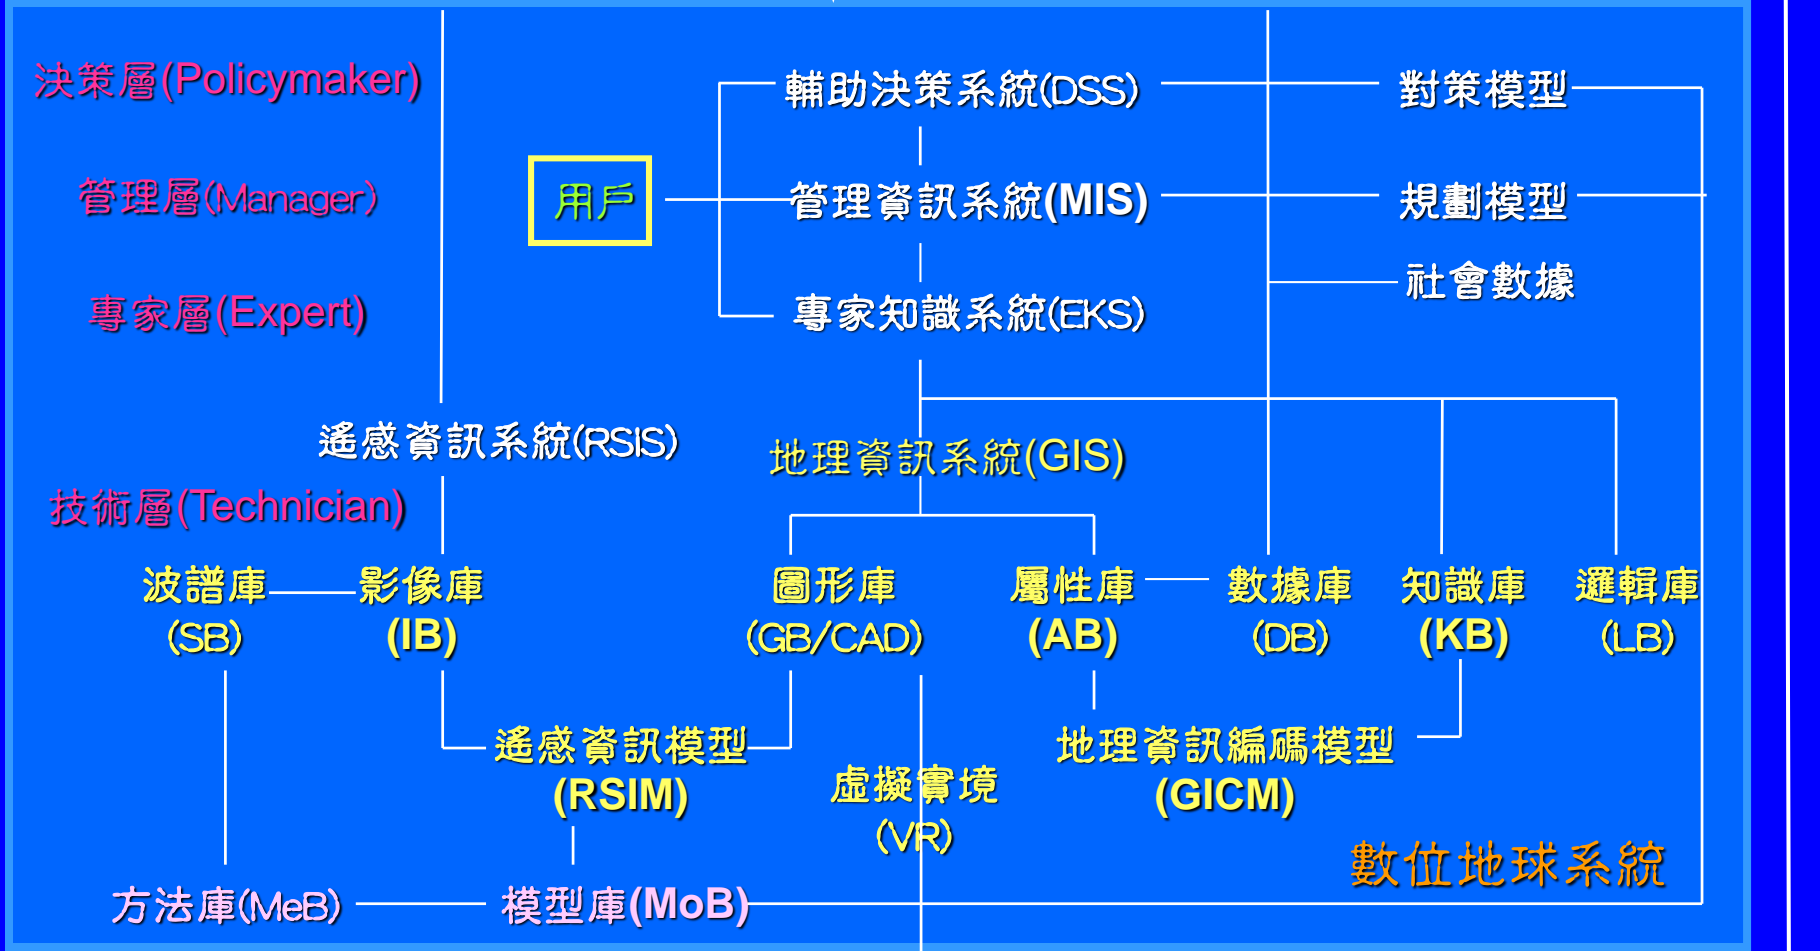 決策層(Policymaker)
輔助決策系統(DSS)
對策模型
管理層(Manager)
用戶
管理資訊系統(MIS)
規劃模型
社會數據
專家層(Expert)
專家知識系統(EKS)
遙感資訊系統(RSIS)
地理資訊系統(GIS)
技術層(Technician)
波譜庫
(SB)
影像庫
(IB)
圖形庫
(GB/CAD)
屬性庫
(AB)
數據庫
(DB)
知識庫
(KB)
邏輯庫
(LB)
遙感資訊模型
(RSIM)
虛擬實境
(VR)
地理資訊編碼模型
(GICM)
數位地球系統
方法庫(MeB)
模型庫(MoB)